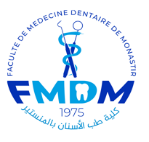 FACULTE DE MEDECINE DENTAIRE DE MONASTIR
FMDM
1975
كلية طب الأسنان بالمنستير